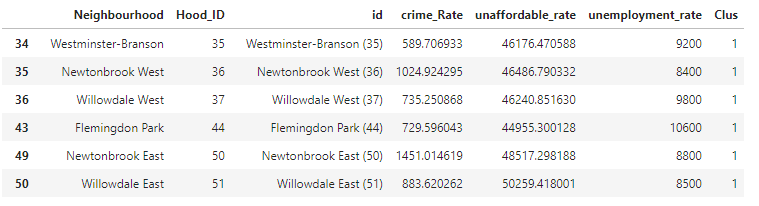 Neighbourhood Hood_ID id crime_Rate unaffordable_rate unemployment_rate Clus
34 Westminster-Branson 35 Westminster-Branson (35) 589.706933 46176.470588 9200 1
35 Newtonbrook West 36 Newtonbrook West (36) 1024.924295 46486.790332 8400 1
36 Willowdale West 37 Willowdale West (37) 735.250868 46240.851630 9800 1
43 Flemingdon Park 44 Flemingdon Park (44) 729.596043 44955.300128 10600 1
49 Newtonbrook East 50 Newtonbrook East (50) 1451.014619 48517.298188 8800 1
50 Willowdale East 51 Willowdale East (51) 883.620262 50259.418001 8500 1